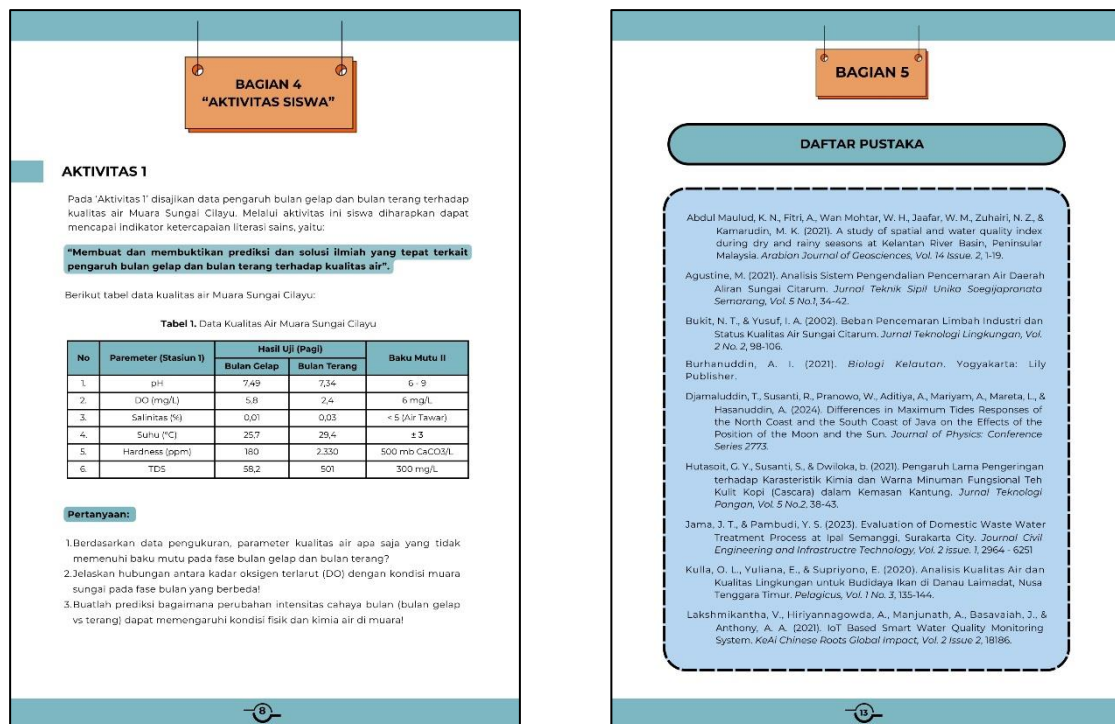 BAGIAN 4
“AKTIVITAS SISWA”
AKTIVITAS 1
Pada ‘Aktivitas 1’ disajikan data pengaruh bulan gelap dan bulan terang terhadap
kualitas air Muara Sungai Cilayu. Melalui aktivitas ini siswa diharapkan dapat
mencapai indikator ketercapaian literasi sains, yaitu:
“Membuat dan membuktikan prediksi dan solusi ilmiah yang tepat terkait
pengaruh bulan gelap dan bulan terang terhadap kualitas air”.
Berikut tabel data kualitas air Muara Sungai Cilayu:
Tabel 1. Data Kualitas Air Muara Sungai Cilayu
No Paremeter (Stasiun 1) Hasil Uji (Pagi) Baku Mutu II
Bulan Gelap Bulan Terang
1. pH 7,49 7,34 6 - 9
2. DO (mg/L) 5,8 2,4 6 mg/L
3. Salinitas (%) 0,01 0,03 < 5 (Air Tawar)
4. Suhu (°C) 25,7 29,4 ± 3
5. Hardness (ppm) 180 2.330 500 mb CaCO3/L
6. TDS 58,2 501 300 mg/L
Pertanyaan:
1. Berdasarkan data pengukuran, parameter kualitas air apa saja yang tidak
memenuhi baku mutu pada fase bulan gelap dan bulan terang?
2. Jelaskan hubungan antara kadar oksigen terlarut (DO) dengan kondisi muara
sungai pada fase bulan yang berbeda!
3. Buatlah prediksi bagaimana perubahan intensitas cahaya bulan (bulan gelap
vs terang) dapat memengaruhi kondisi fisik dan kimia air di muara!
8
BAGIAN 5
DAFTAR PUSTAKA
Abdul Maulud, K. N., Fitri, A., Wan Mohtar, W. H., Jaafar, W. M., Zuhairi, N. Z., &
Kamarudin, M. K. (2021). A study of spatial and water quality index
during dry and rainy seasons at Kelantan River Basin, Peninsular
Malaysia. Arabian Journal of Geosciences, Vol. 14 Issue. 2, 1-19.
Agustine, M. (2021). Analisis Sistem Pengendalian Pencemaran Air Daerah
Aliran Sungai Citarum. Jurnal Teknik Sipil Unika Soegijapranata
Semarang, Vol. 5 No.1, 34-42.
Bukit, N. T., & Yusuf, I. A. (2002). Beban Pencemaran Limbah Industri dan
Status Kualitas Air Sungai Citarum. Jurnal Teknologi Lingkungan, Vol.
2 No. 2, 98-106.
Burhanuddin, A. I. (2021). Biologi Kelautan. Yogyakarta: Lily
Publisher.
Djamaluddin, T., Susanti, R., Pranowo, W., Aditiya, A., Mariyam, A., Mareta, L., &
Hasanuddin, A. (2024). Differences in Maximum Tides Responses of
the North Coast and the South Coast of Java on the Effects of the
Position of the Moon and the Sun. Journal of Physics: Conference
Series 2773.
Hutasoit, G. Y., Susanti, S., & Dwiloka, b. (2021). Pengaruh Lama Pengeringan
terhadap Karasteristik Kimia dan Warna Minuman Fungsional Teh
Kulit Kopi (Cascara) dalam Kemasan Kantung. Jurnal Teknologi
Pangan, Vol. 5 No.2, 38-43.
Jama, J. T., & Pambudi, Y. S. (2023). Evaluation of Domestic Waste Water
Treatment Process at Ipal Semanggi, Surakarta City. Journal Civil
Engineering and Infrastructre Technology, Vol. 2 issue. 1, 2964 - 6251
Kulla, O. L., Yuliana, E., & Supriyono, E. (2020). Analisis Kualitas Air dan
Kualitas Lingkungan untuk Budidaya Ikan di Danau Laimadat, Nusa
Tenggara Timur. Pelagicus, Vol. 1 No. 3, 135-144.
Lakshmikantha, V., Hiriyannagowda, A., Manjunath, A., Basavaiah, J., &
Anthony, A. A. (2021). IoT Based Smart Water Quality Monitoring
System. KeAi Chinese Roots Global Impact, Vol. 2 Issue 2, 18186.
13